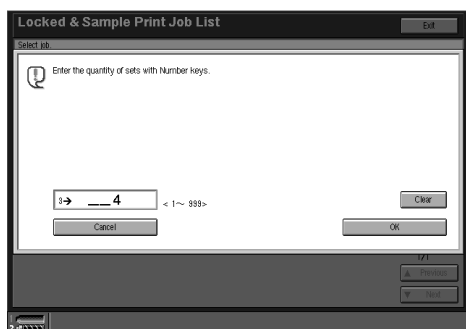 Locked & Sample Print Job List
Exit
Select job.
Enter the quantity of sets with Number keys.
3→ __4 < 1~ 999>
Clear
Cancel
OK
1/1
▲ Previous
▼ Next